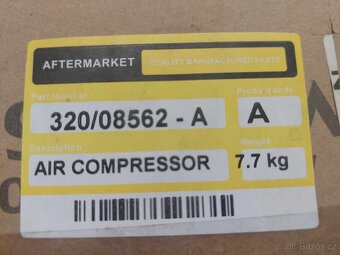 AFTERMARKET
QUALITY MANUFACTURED PARTS
Part Number
Product code
320/08562 - A
A
Description
Weight
AIR COMPRESSOR
7.7 kg
Bazos.cz